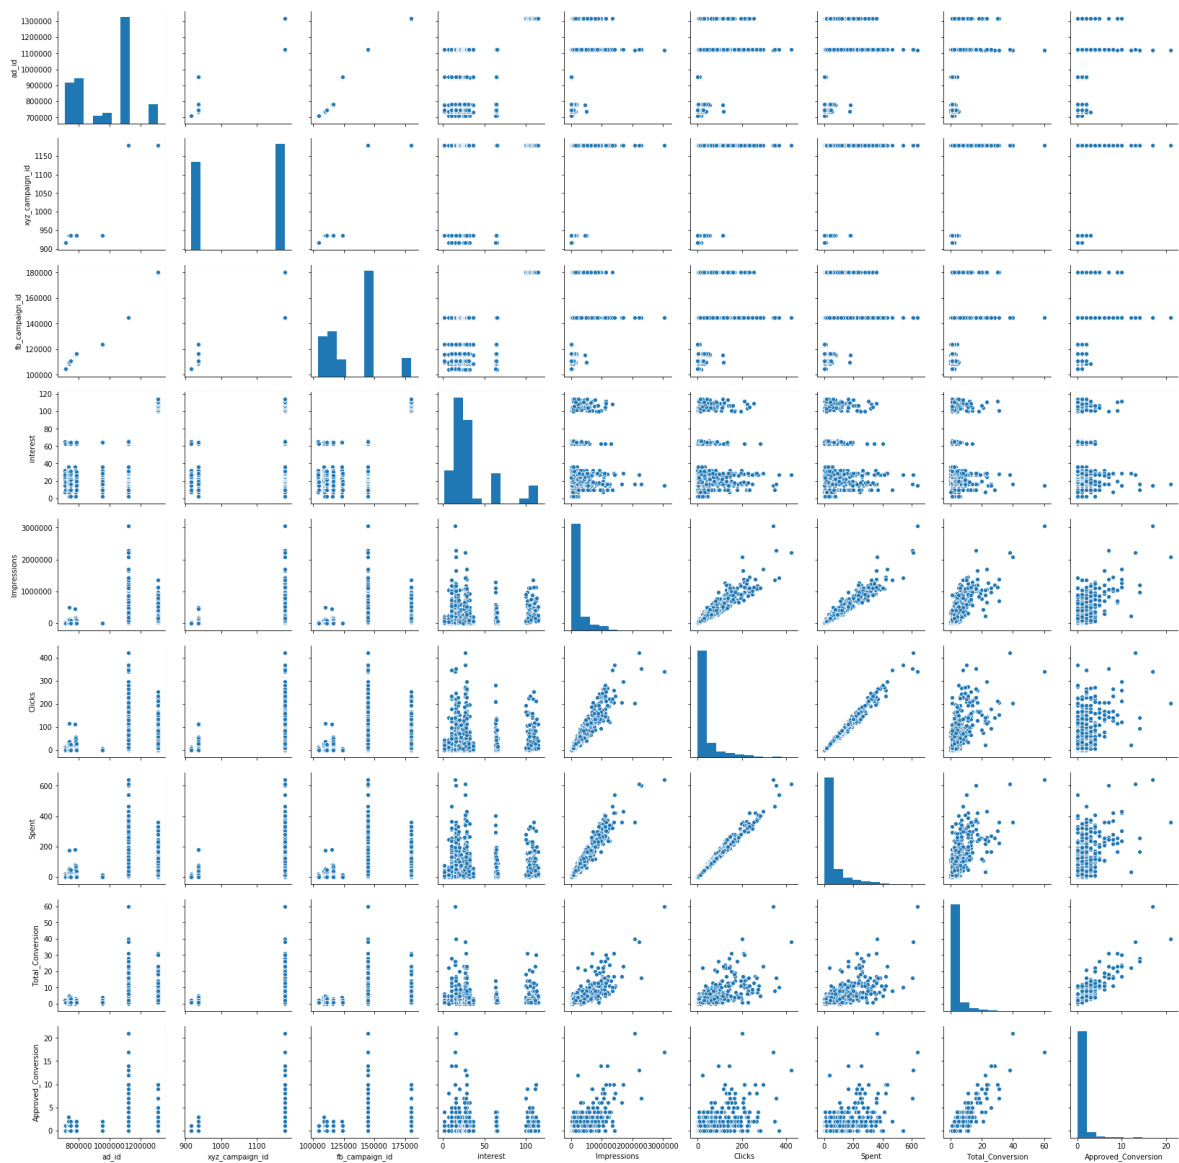 1300000
1200000
1100000
1000000
900000
800000
700000
ad_id
1150
1100
1050
1000
950
900
xyz_campaign_id
180000
160000
140000
120000
100000
fb_campaign_id
120
100
80
60
40
20
0
interest
3000000
2000000
1000000
0
Impressions
400
300
200
100
0
Clicks
600
400
200
0
Spent
60
50
40
30
20
10
0
Total_Conversion
20
15
10
5
0
Approved_Conversion
800000 1000000 1200000
ad_id
900 1000 1100
xyz_campaign_id
100000 125000 150000 175000
fb_campaign_id
0 50 100
interest
0 1000000 2000000 3000000
Impressions
0 200 400
Clicks
0 200 400 600
Spent
0 20 40 60
Total_Conversion
0 10 20
Approved_Conversion